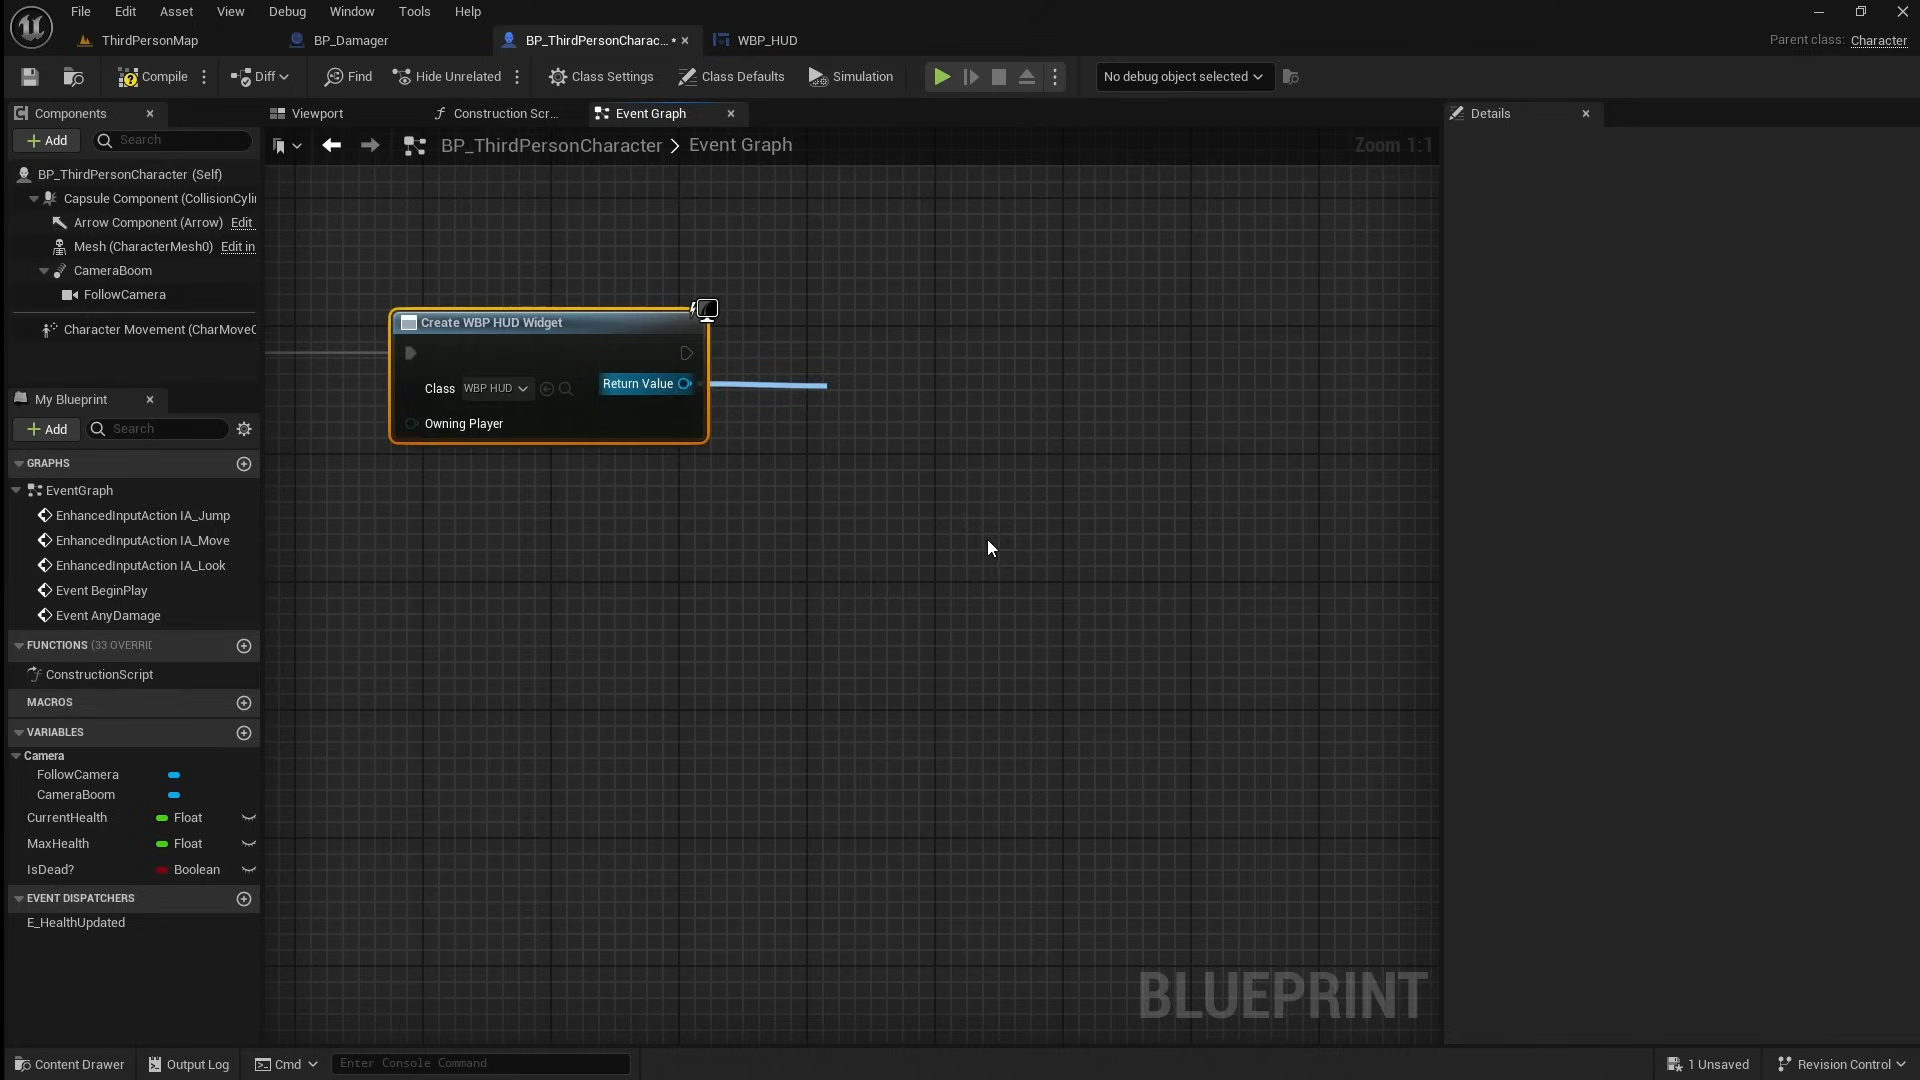 File Edit Asset View Debug Window Tools Help
ThirdPersonMap BP_Damager BP_ThirdPersonCharac... • × WBP_HUD Parent class: Character
Compile Diff Find Hide Unrelated Class Settings Class Defaults Simulation No debug object selected
Components Viewport Construction Scr... Event Graph Details
Add Search BP_ThirdPersonCharacter > Event Graph Zoom 1:1
BP_ThirdPersonCharacter (Self)
Capsule Component (CollisionCyli
Arrow Component (Arrow) Edit
Mesh (CharacterMesh0) Edit in
CameraBoom
FollowCamera
Character Movement (CharMoveC
Create WBP HUD Widget
Class WBP HUD Return Value
Owning Player
My Blueprint
Add Search
GRAPHS
EventGraph
EnhancedInputAction IA_Jump
EnhancedInputAction IA_Move
EnhancedInputAction IA_Look
Event BeginPlay
Event AnyDamage
FUNCTIONS (33 OVERRIC
ConstructionScript
MACROS
VARIABLES
Camera
FollowCamera
CameraBoom
CurrentHealth Float
MaxHealth Float
IsDead? Boolean
EVENT DISPATCHERS
E_HealthUpdated
BLUEPRINT
Content Drawer Output Log Cmd Enter Console Command 1 Unsaved Revision Control